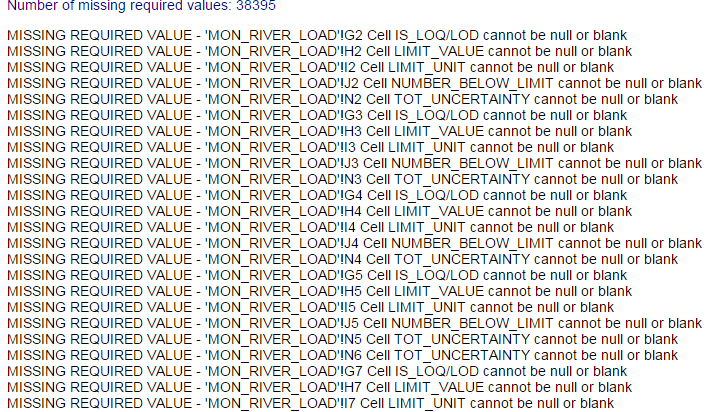 Number of missing required values: 38395
MISSING REQUIRED VALUE - 'MON_RIVER_LOAD'!G2 Cell IS_LOQ/LOD cannot be null or blank
MISSING REQUIRED VALUE - 'MON_RIVER_LOAD'!H2 Cell LIMIT_VALUE cannot be null or blank
MISSING REQUIRED VALUE - 'MON_RIVER_LOAD'!I2 Cell LIMIT_UNIT cannot be null or blank
MISSING REQUIRED VALUE - 'MON_RIVER_LOAD'!J2 Cell NUMBER_BELOW_LIMIT cannot be null or blank
MISSING REQUIRED VALUE - 'MON_RIVER_LOAD'!N2 Cell TOT_UNCERTAINTY cannot be null or blank
MISSING REQUIRED VALUE - 'MON_RIVER_LOAD'!G3 Cell IS_LOQ/LOD cannot be null or blank
MISSING REQUIRED VALUE - 'MON_RIVER_LOAD'!H3 Cell LIMIT_VALUE cannot be null or blank
MISSING REQUIRED VALUE - 'MON_RIVER_LOAD'!I3 Cell LIMIT_UNIT cannot be null or blank
MISSING REQUIRED VALUE - 'MON_RIVER_LOAD'!J3 Cell NUMBER_BELOW_LIMIT cannot be null or blank
MISSING REQUIRED VALUE - 'MON_RIVER_LOAD'!N3 Cell TOT_UNCERTAINTY cannot be null or blank
MISSING REQUIRED VALUE - 'MON_RIVER_LOAD'!G4 Cell IS_LOQ/LOD cannot be null or blank
MISSING REQUIRED VALUE - 'MON_RIVER_LOAD'!H4 Cell LIMIT_VALUE cannot be null or blank
MISSING REQUIRED VALUE - 'MON_RIVER_LOAD'!I4 Cell LIMIT_UNIT cannot be null or blank
MISSING REQUIRED VALUE - 'MON_RIVER_LOAD'!J4 Cell NUMBER_BELOW_LIMIT cannot be null or blank
MISSING REQUIRED VALUE - 'MON_RIVER_LOAD'!N4 Cell TOT_UNCERTAINTY cannot be null or blank
MISSING REQUIRED VALUE - 'MON_RIVER_LOAD'!G5 Cell IS_LOQ/LOD cannot be null or blank
MISSING REQUIRED VALUE - 'MON_RIVER_LOAD'!H5 Cell LIMIT_VALUE cannot be null or blank
MISSING REQUIRED VALUE - 'MON_RIVER_LOAD'!I5 Cell LIMIT_UNIT cannot be null or blank
MISSING REQUIRED VALUE - 'MON_RIVER_LOAD'!J5 Cell NUMBER_BELOW_LIMIT cannot be null or blank
MISSING REQUIRED VALUE - 'MON_RIVER_LOAD'!N5 Cell TOT_UNCERTAINTY cannot be null or blank
MISSING REQUIRED VALUE - 'MON_RIVER_LOAD'!N6 Cell TOT_UNCERTAINTY cannot be null or blank
MISSING REQUIRED VALUE - 'MON_RIVER_LOAD'!G7 Cell IS_LOQ/LOD cannot be null or blank
MISSING REQUIRED VALUE - 'MON_RIVER_LOAD'!H7 Cell LIMIT_VALUE cannot be null or blank
MISSING REQUIRED VALUE - 'MON_RIVER_LOAD'!I7 Cell LIMIT_UNIT cannot be null or blank